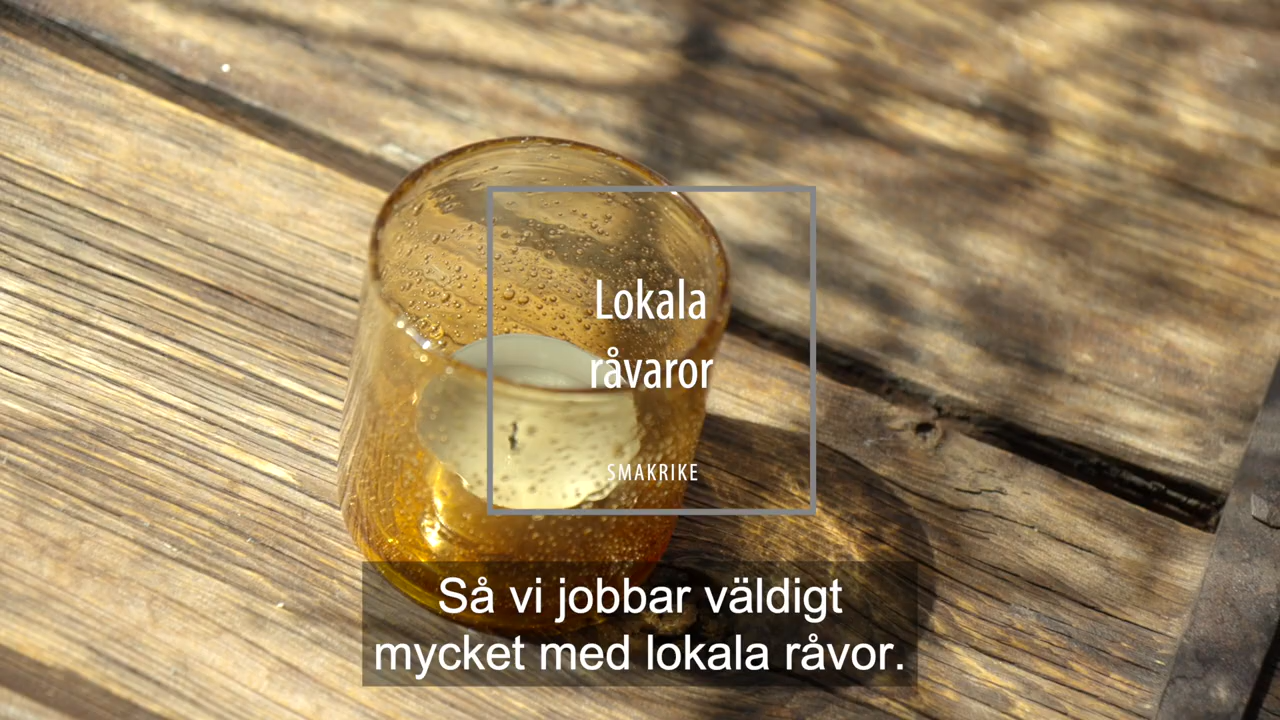 Lokala
råvaror
SMAKRIKE
Så vi jobbar väldigt
mycket med lokala råvor.